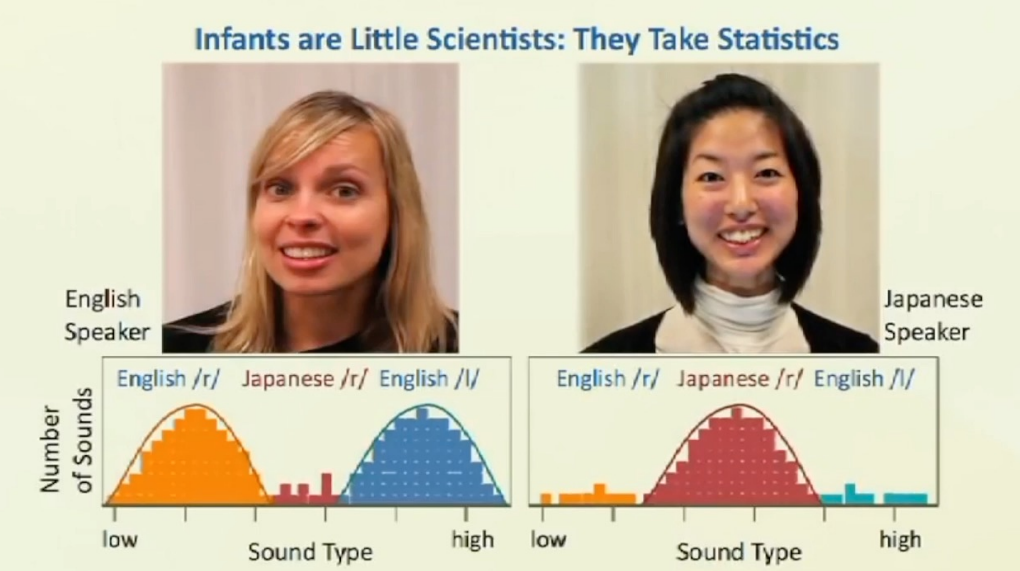 Infants are Little Scientists: They Take Statistics
English
Speaker
Japanese
Speaker
English /r/ Japanese /r/ English /l/
English /r/ Japanese /r/ English /l/
Number
of Sounds
low
Sound Type
high
low
Sound Type
high